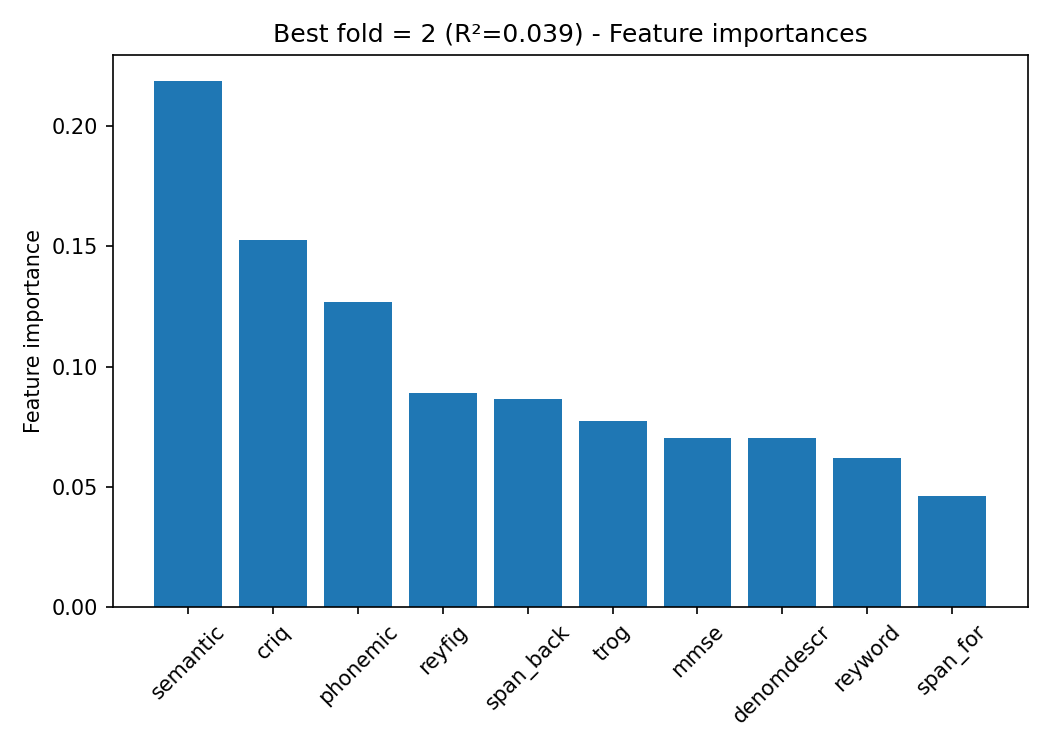 Best fold = 2 (R²=0.039) - Feature importances
Feature importance
0.20
0.15
0.10
0.05
0.00
semantic
criq
phonemic
reyfig
span_back
trog
mmse
denomdescr
reyword
span_for